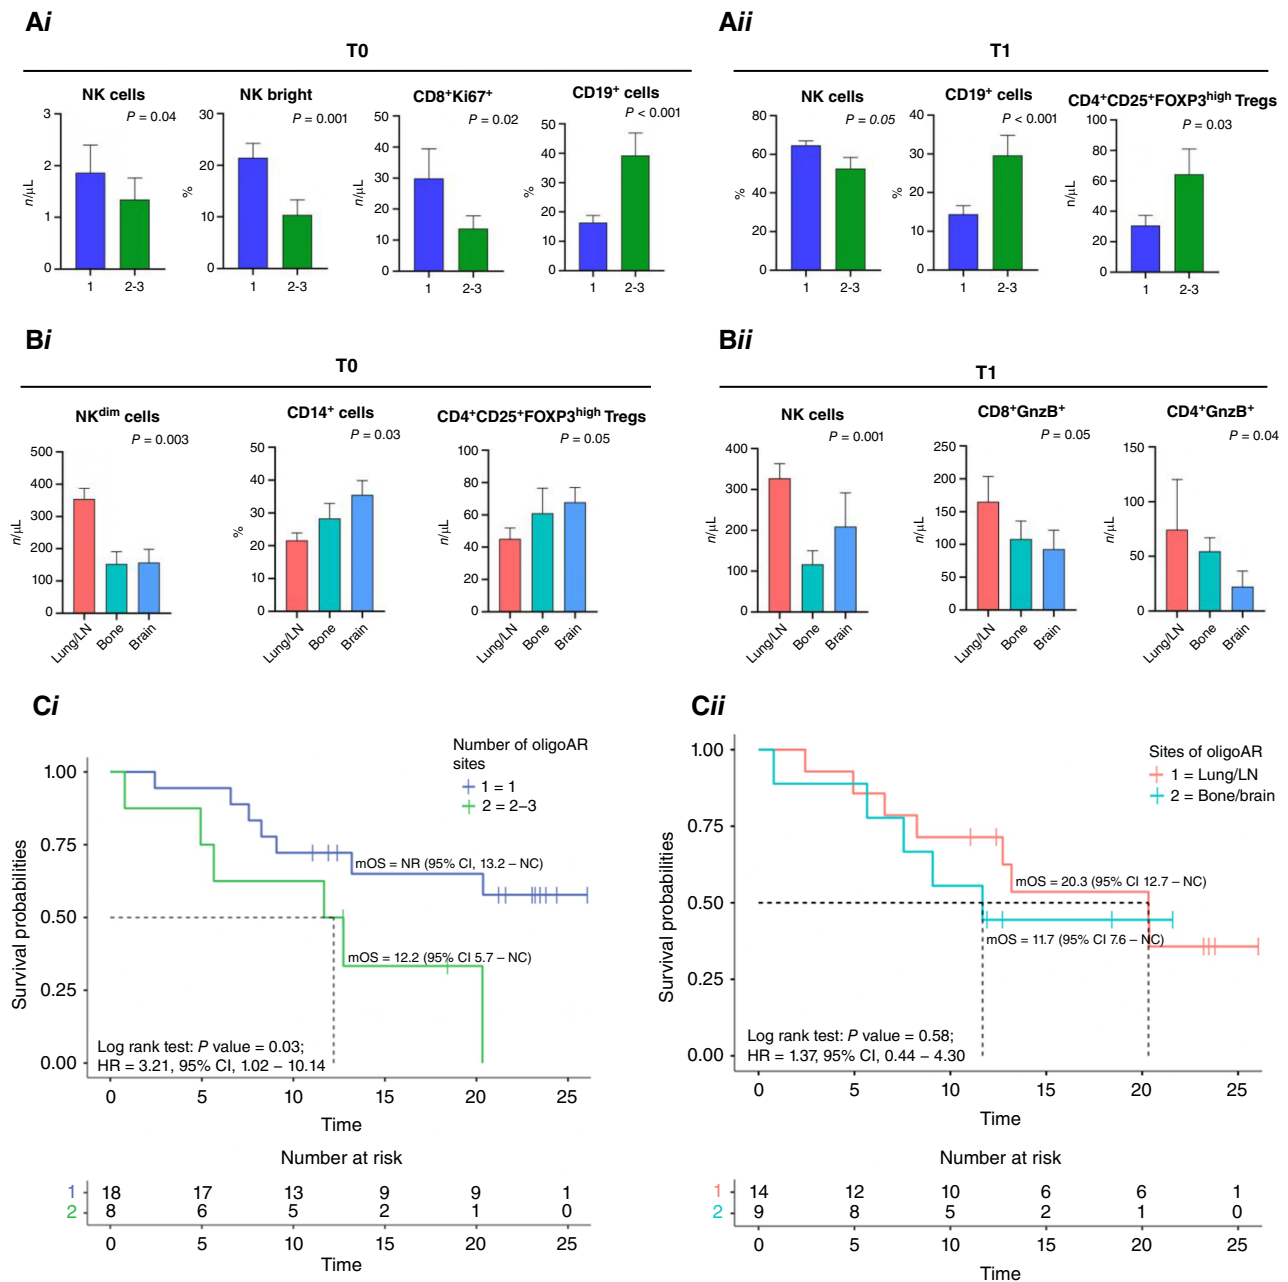 Ai
T0
NK cells
P = 0.04
n/μL
3
2
1
0
1 2-3
NK bright
P = 0.001
%
30
20
10
0
1 2-3
CD8+Ki67+
P = 0.02
n/μL
50
40
30
20
10
0
1 2-3
CD19+ cells
P < 0.001
%
50
40
30
20
10
0
1 2-3
Aii
T1
NK cells
P = 0.05
%
80
60
40
20
0
1 2-3
CD19+ cells
P < 0.001
%
40
30
20
10
0
1 2-3
CD4+CD25+FOXP3high Tregs
P = 0.03
n/μL
100
80
60
40
20
0
1 2-3
Bi
T0
NKdim cells
P = 0.003
n/μL
500
400
300
200
100
0
Lung/LN Bone Brain
CD14+ cells
P = 0.03
%
50
40
30
20
10
0
Lung/LN Bone Brain
CD4+CD25+FOXP3high Tregs
P = 0.05
n/μL
100
80
60
40
20
0
Lung/LN Bone Brain
Bii
T1
NK cells
P = 0.001
n/μL
400
300
200
100
0
Lung/LN Bone Brain
CD8+GnzB+
P = 0.05
n/μL
250
200
150
100
50
0
Lung/LN Bone Brain
CD4+GnzB+
P = 0.04
n/μL
150
100
50
0
Lung/LN Bone Brain
Ci
Number of oligoAR
sites
1 = 1
2 = 2–3
Survival probabilities
1.00
0.75
0.50
0.25
0.00
mOS = NR (95% CI, 13.2 – NC)
mOS = 12.2 (95% CI 5.7 – NC)
Log rank test: P value = 0.03;
HR = 3.21, 95% CI, 1.02 – 10.14
0 5 10 15 20 25
Time
Number at risk
1 18 17 13 9 9 1
2 8 6 5 2 1 0
0 5 10 15 20 25
Time
Cii
Sites of oligoAR
1 = Lung/LN
2 = Bone/brain
Survival probabilities
1.00
0.75
0.50
0.25
0.00
mOS = 20.3 (95% CI 12.7 – NC)
mOS = 11.7 (95% CI 7.6 – NC)
Log rank test: P value = 0.58;
HR = 1.37, 95% CI, 0.44 – 4.30
0 5 10 15 20 25
Time
Number at risk
1 14 12 10 6 6 1
2 9 8 5 2 1 0
0 5 10 15 20 25
Time